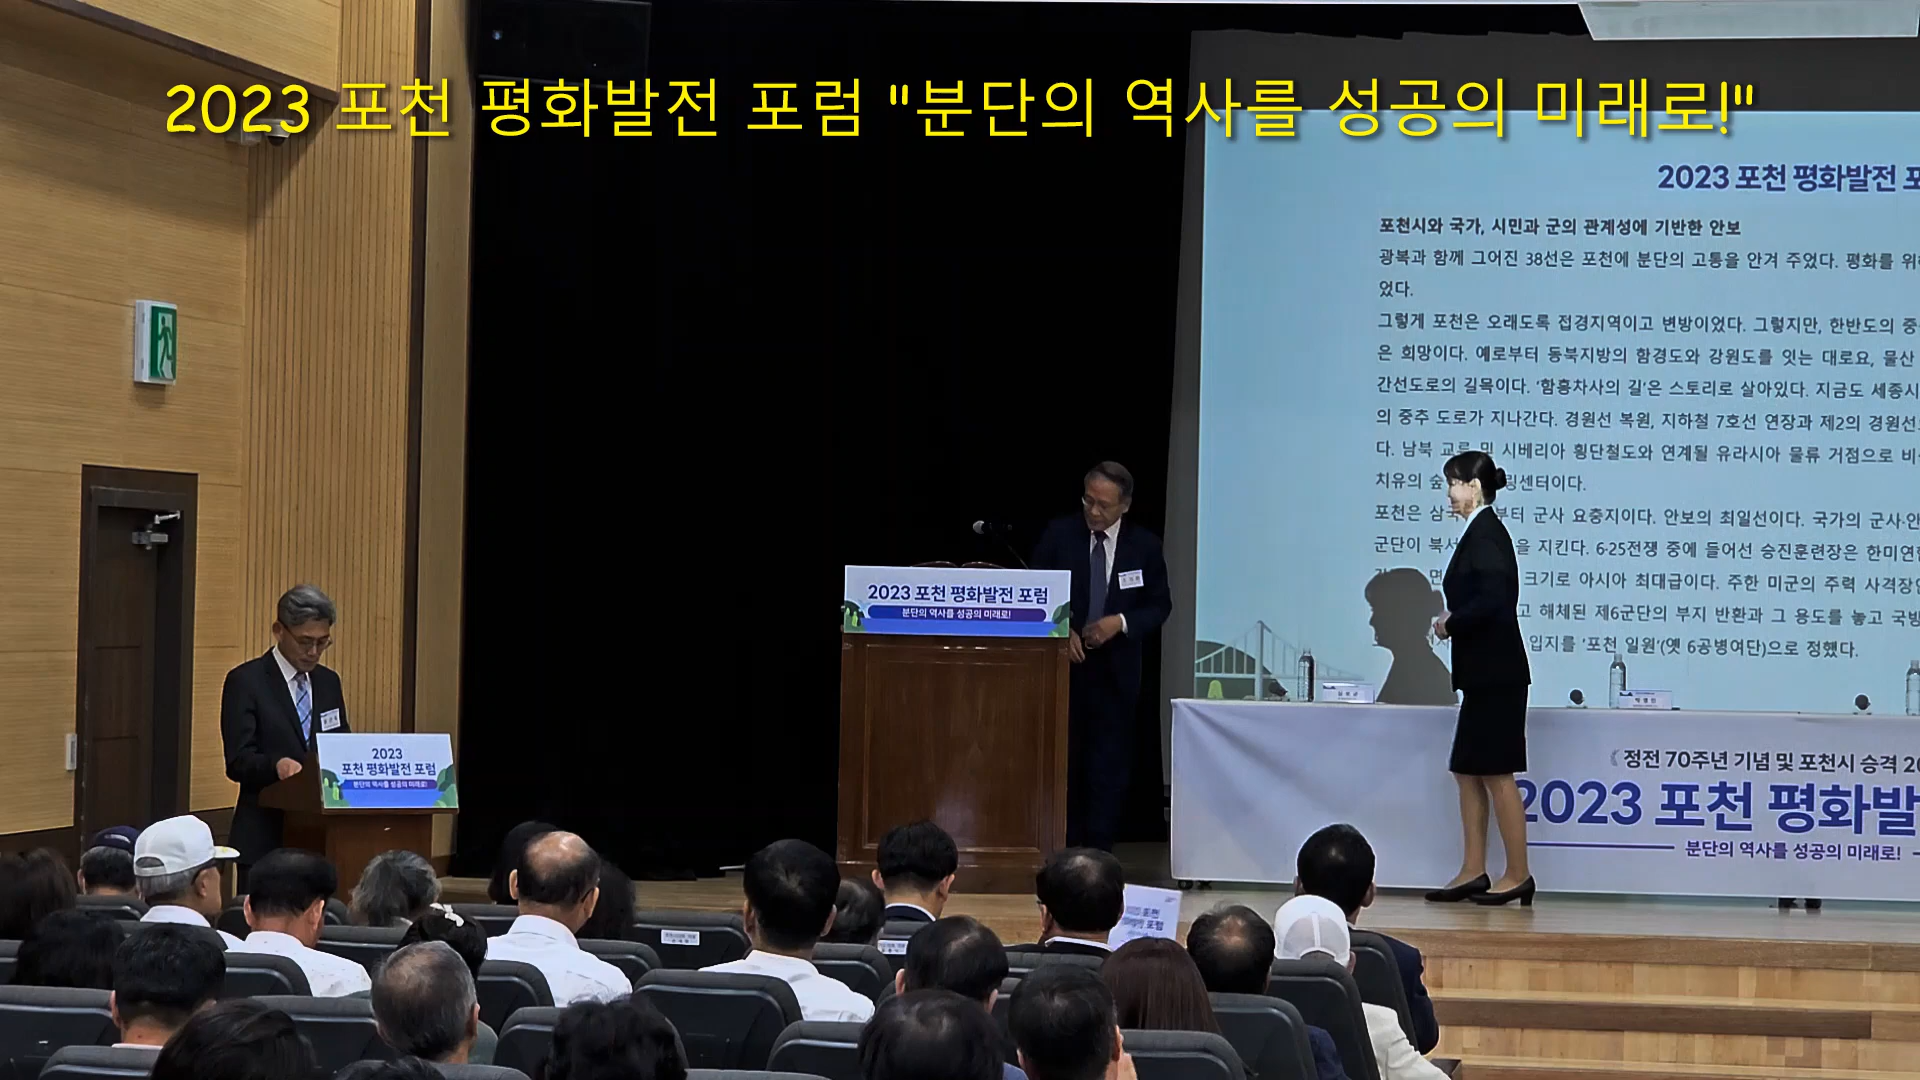 2023 포천 평화발전 포럼 "분단의 역사를 성공의 미래로!"
2023 포천 평화발전 포
포천시와 국가, 시민과 군의 관계성에 기반한 안보
광복과 함께 그어진 38선은 포천에 분단의 고통을 안겨 주었다. 평화를 위
었다.
그렇게 포천은 오래도록 접경지역이고 변방이었다. 그렇지만, 한반도의 중
은 희망이다. 예로부터 동북지방의 함경도와 강원도를 잇는 대로요, 물산
간선도로의 길목이다. '함흥차사의 길'은 스토리로 살아있다. 지금도 세종시
의 중추 도로가 지나간다. 경원선 복원, 지하철 7호선 연장과 제2의 경원선
다. 남북 교류 및 시베리아 횡단철도와 연계될 유라시아 물류 거점으로 비
치유의 숲 링센터이다.
포천은 삼국 부터 군사 요충지이다. 안보의 최일선이다. 국가의 군사·안
군단이 북서 을 지킨다. 6·25전쟁 중에 들어선 승진훈련장은 한미연
면 크기로 아시아 최대급이다. 주한 미군의 주력 사격장인
고 해체된 제6군단의 부지 반환과 그 용도를 놓고 국방
입지를 '포천 일원'(옛 6공병여단)으로 정했다.
2023 포천 평화발전 포럼
분단의 역사를 성공의 미래로!
2023
포천 평화발전 포럼
분단의 역사를 성공의 미래로!
《 정전 70주년 기념 및 포천시 승격 20
2023 포천 평화발
분단의 역사를 성공의 미래로!